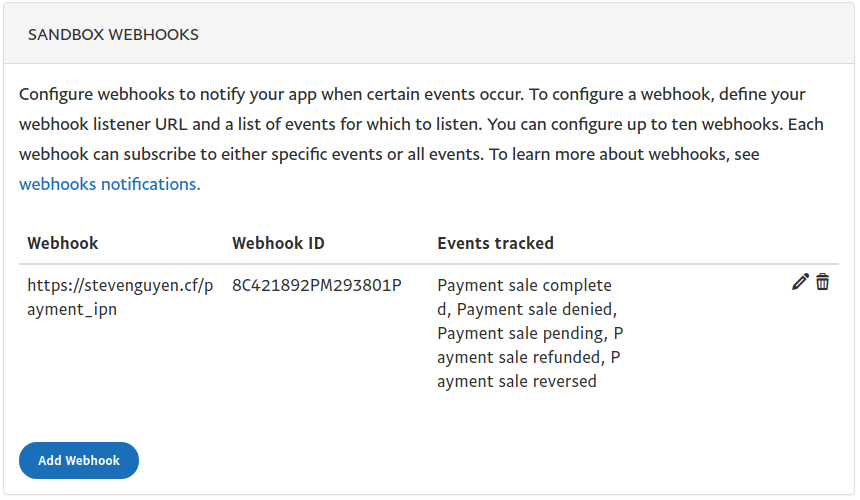 SANDBOX WEBHOOKS
Configure webhooks to notify your app when certain events occur. To configure a webhook, define your
webhook listener URL and a list of events for which to listen. You can configure up to ten webhooks. Each
webhook can subscribe to either specific events or all events. To learn more about webhooks, see
webhooks notifications.
Webhook Webhook ID Events tracked
https://stevenguyen.cf/p 8C421892PM293801P Payment sale complete
ayment_ipn d, Payment sale denied,
Payment sale pending, P
ayment sale refunded, P
ayment sale reversed
Add Webhook